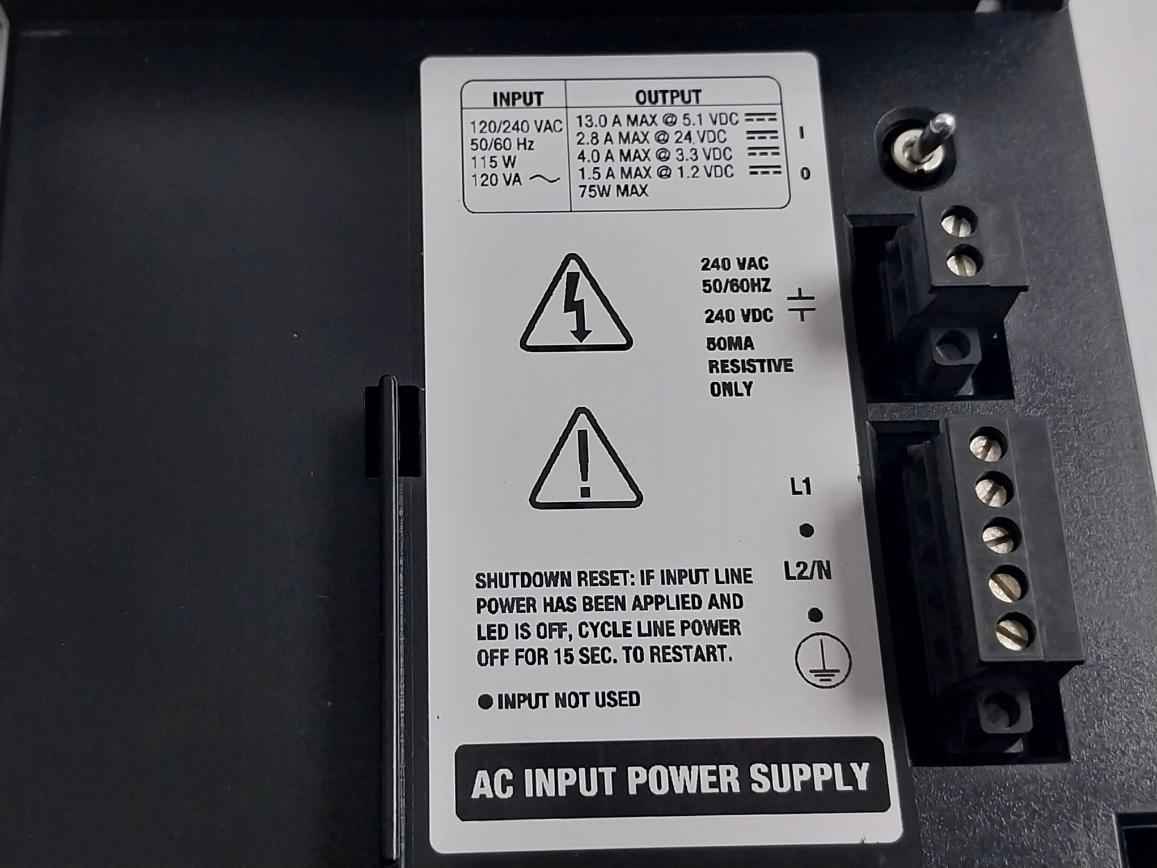 INPUT
OUTPUT
120/240 VAC
50/60 Hz
115 W
120 VA
13.0 A MAX @ 5.1 VDC
2.8 A MAX @ 24 VDC
4.0 A MAX @ 3.3 VDC
1.5 A MAX @ 1.2 VDC
75W MAX
I
0
240 VAC
50/60HZ
240 VDC
50MA
RESISTIVE
ONLY
L1
L2/N
SHUTDOWN RESET: IF INPUT LINE
POWER HAS BEEN APPLIED AND
LED IS OFF, CYCLE LINE POWER
OFF FOR 15 SEC. TO RESTART.
● INPUT NOT USED
AC INPUT POWER SUPPLY